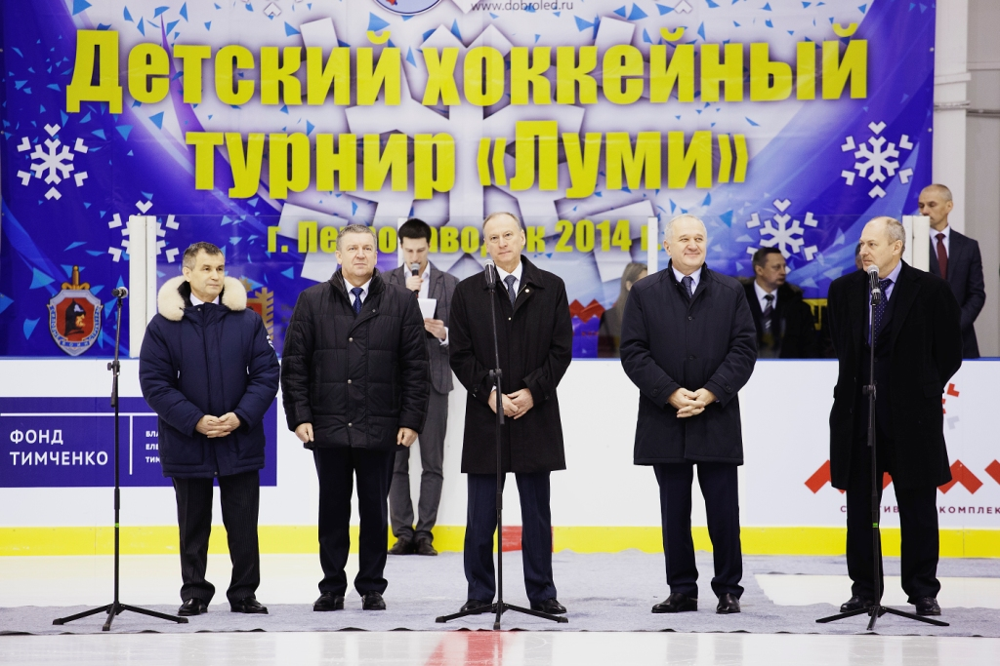 www.dobroled.ru
Детский хоккейный
турнир «Луми»
2014
ФОНД
ТИМЧЕНКО